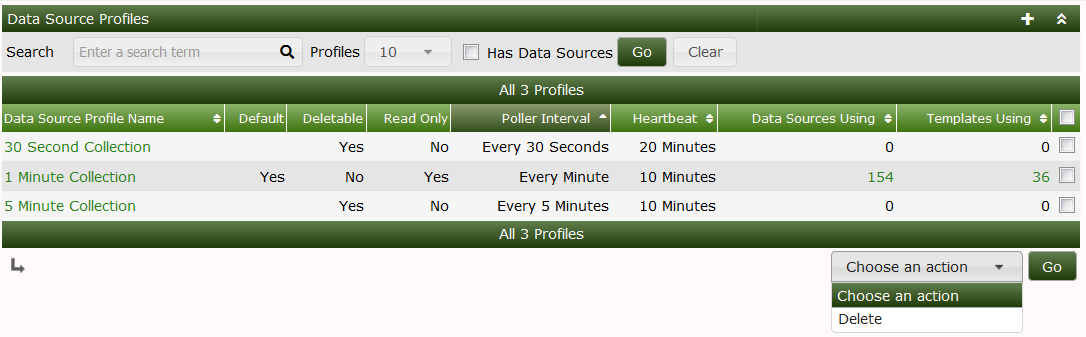 Data Source Profiles
Search Enter a search term Profiles 10 Has Data Sources Go Clear
All 3 Profiles
Data Source Profile Name Default Deletable Read Only Poller Interval Heartbeat Data Sources Using Templates Using
30 Second Collection Yes No Every 30 Seconds 20 Minutes 0 0
1 Minute Collection Yes No Yes Every Minute 10 Minutes 154 36
5 Minute Collection Yes No Every 5 Minutes 10 Minutes 0 0
All 3 Profiles
Choose an action Go
Choose an action
Delete